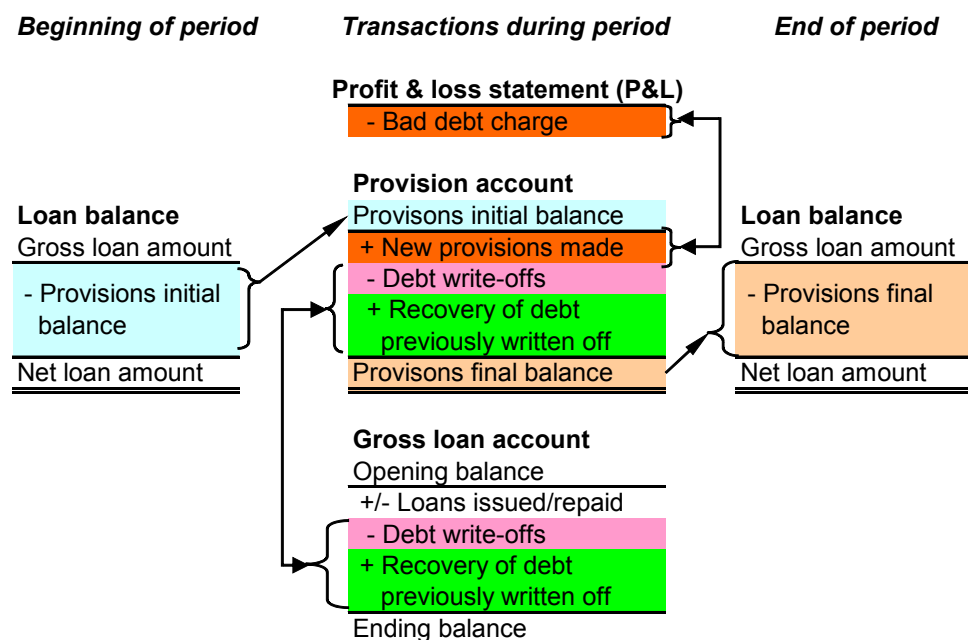 Beginning of period
Transactions during period
End of period
Profit & loss statement (P&L)
- Bad debt charge
Loan balance
Gross loan amount
- Provisions initial
balance
Net loan amount
Provision account
Provisons initial balance
+ New provisions made
- Debt write-offs
+ Recovery of debt
previously written off
Provisons final balance
Loan balance
Gross loan amount
- Provisions final
balance
Net loan amount
Gross loan account
Opening balance
+/- Loans issued/repaid
- Debt write-offs
+ Recovery of debt
previously written off
Ending balance